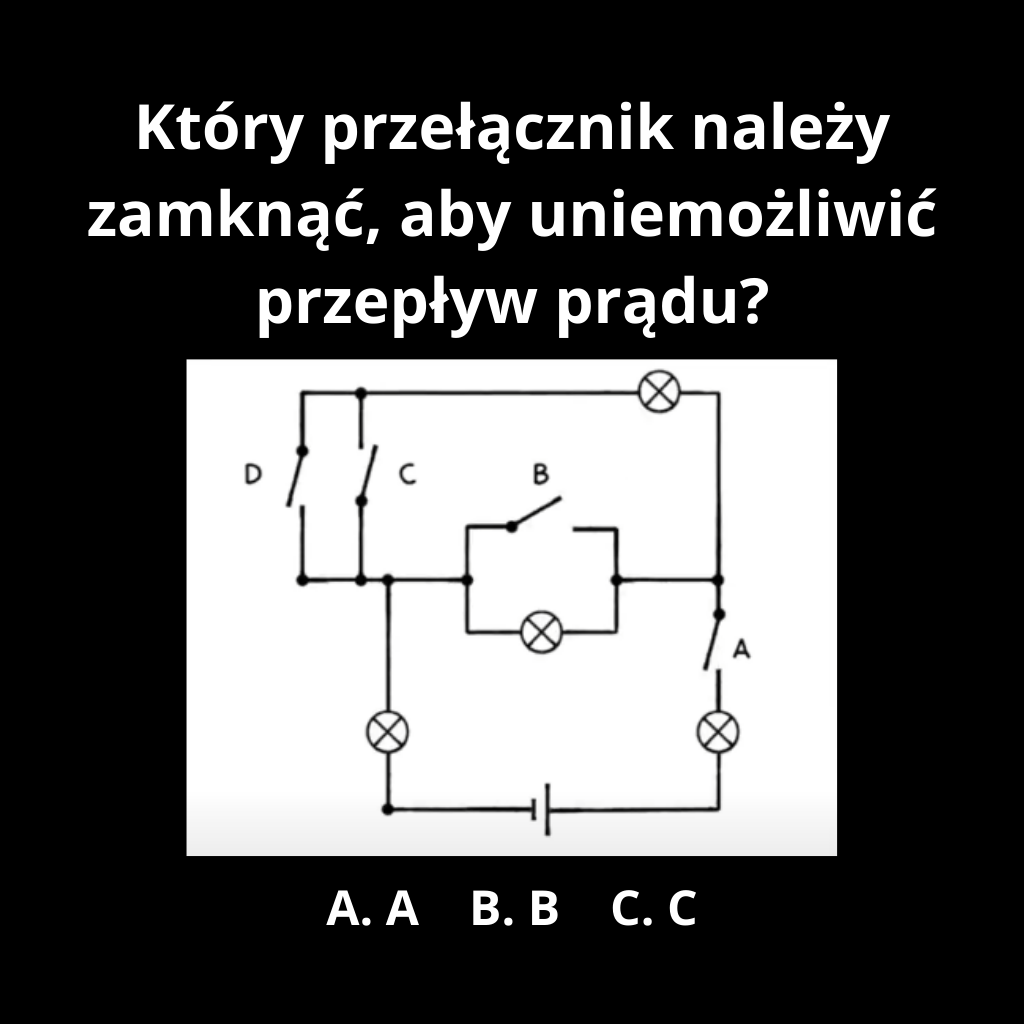 Który przełącznik należy
zamknąć, aby uniemożliwić
przepływ prądu?
D
C
B
A
A. A B. B C. C